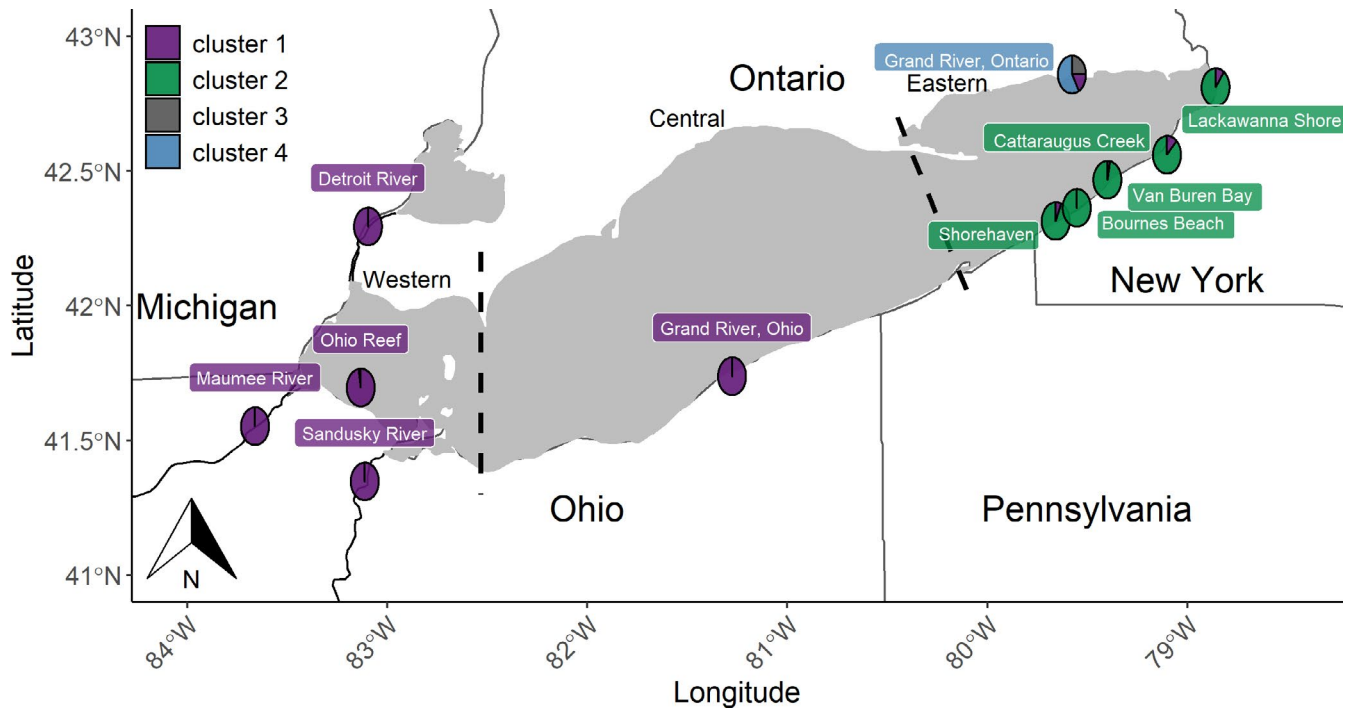 43°N
42.5°N
42°N
41.5°N
41°N
Latitude
cluster 1
cluster 2
cluster 3
cluster 4
Grand River, Ontario
Ontario
Eastern
Central
Lackawanna Shore
Cattaraugus Creek
Detroit River
Van Buren Bay
Bournes Beach
Shorehaven
Western
New York
Michigan
Ohio Reef
Grand River, Ohio
Maumee River
Sandusky River
Ohio
Pennsylvania
N
84°W
83°W
82°W
81°W
80°W
79°W
Longitude